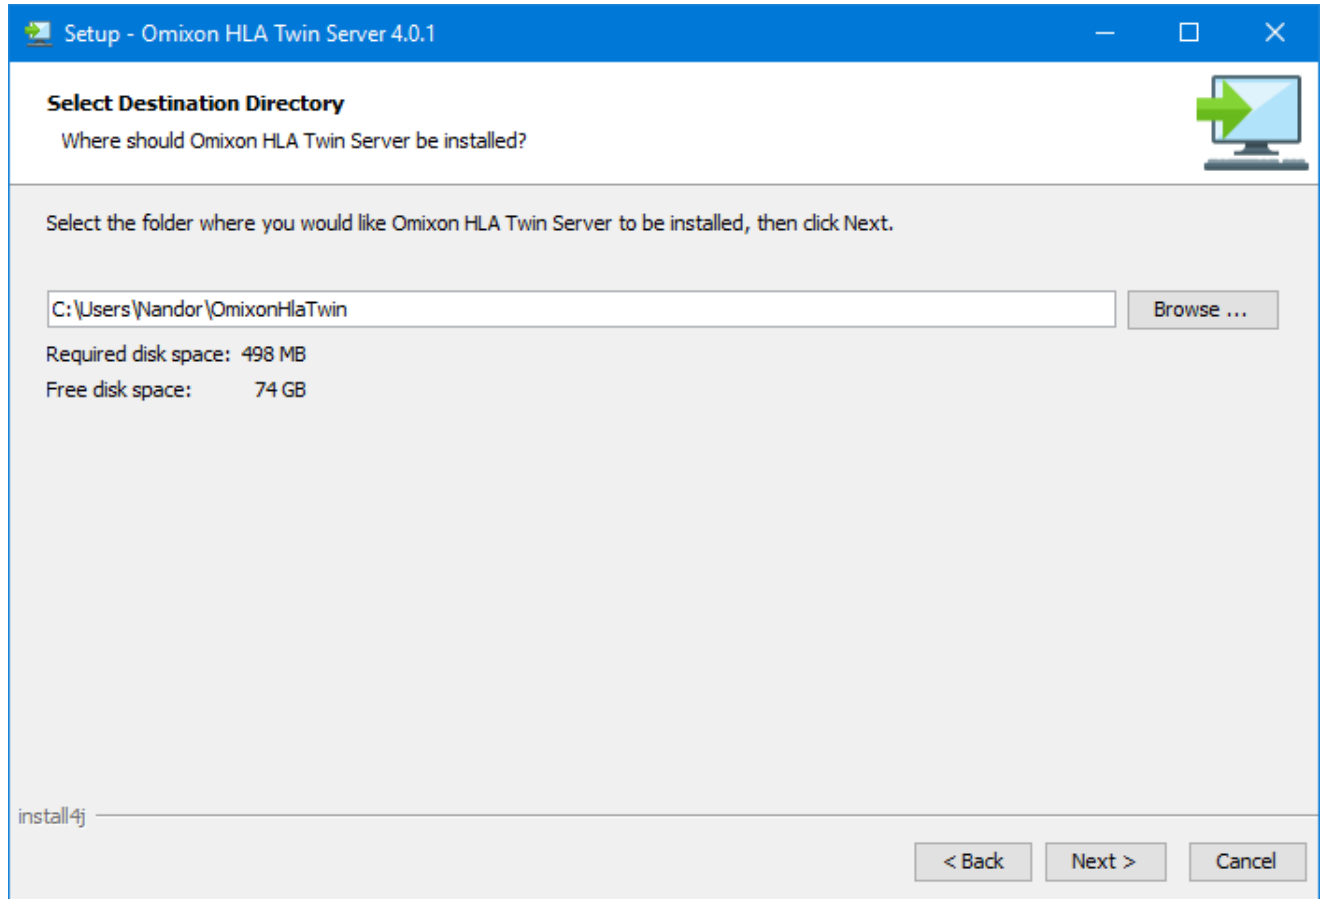 Setup - Omixon HLA Twin Server 4.0.1
Select Destination Directory
Where should Omixon HLA Twin Server be installed?
Select the folder where you would like Omixon HLA Twin Server to be installed, then click Next.
C:\Users\Nandor\OmixonHlaTwin
Browse ...
Required disk space: 498 MB
Free disk space: 74 GB
install4j
< Back Next > Cancel